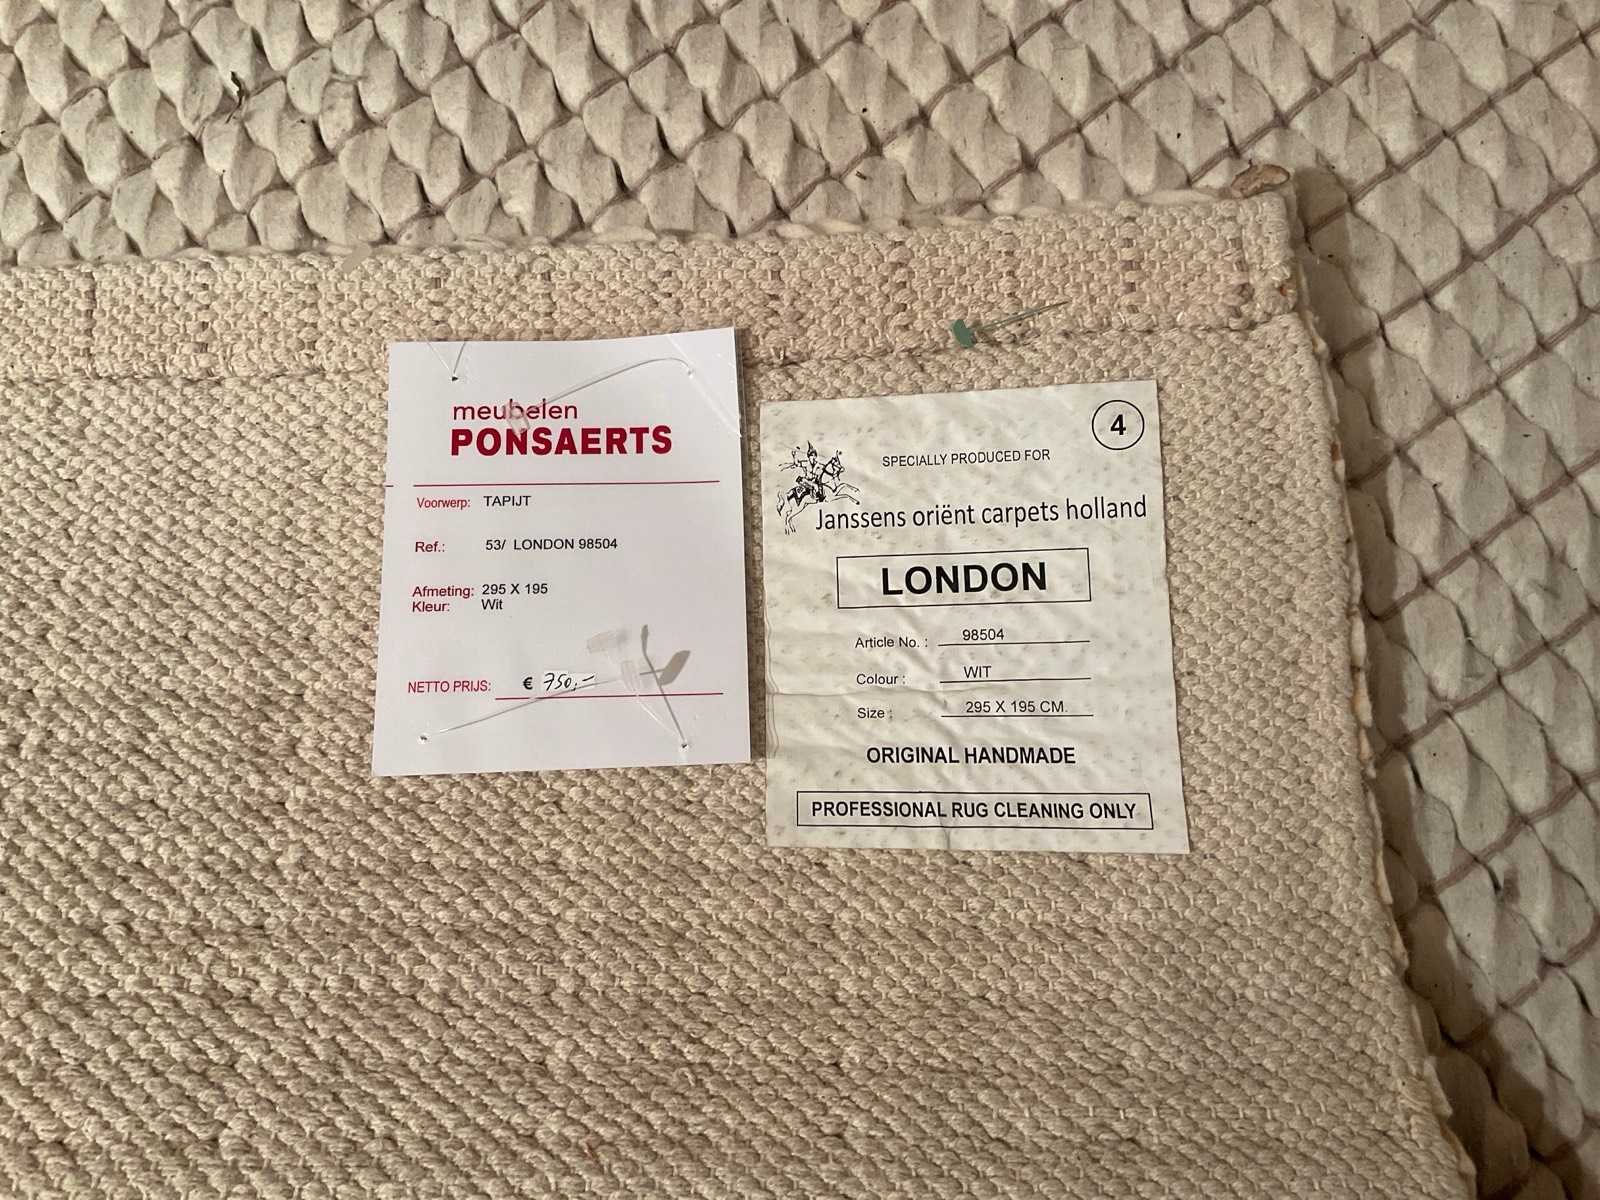 meubelen
PONSAERTS
Voorwerp: TAPIJT
Ref.: 53/ LONDON 98504
Afmeting: 295 X 195
Kleur: Wit
NETTO PRIJS: € 750,-
4
SPECIALLY PRODUCED FOR
Janssens oriënt carpets holland
LONDON
Article No. : 98504
Colour : WIT
Size : 295 X 195 CM.
ORIGINAL HANDMADE
PROFESSIONAL RUG CLEANING ONLY